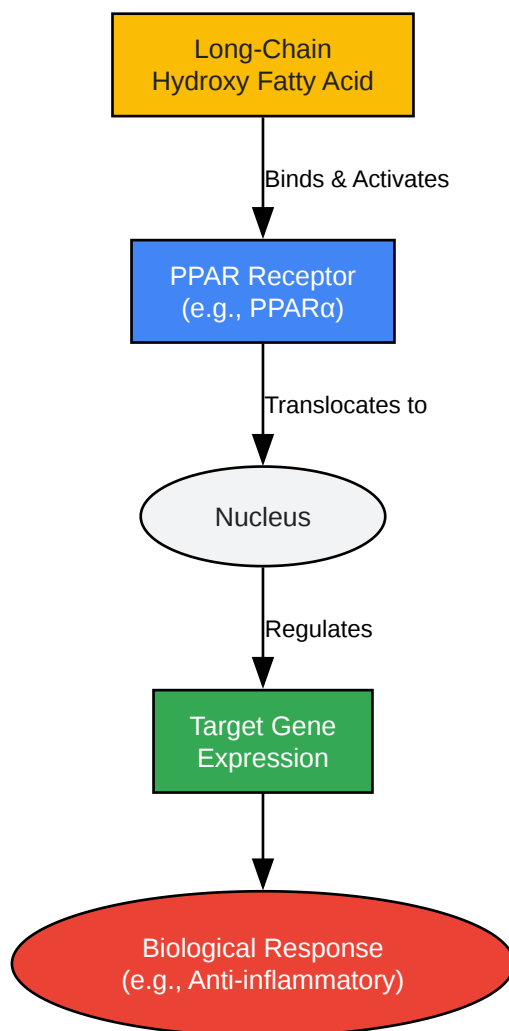 Long-Chain
Hydroxy Fatty Acid
Binds & Activates
PPAR Receptor
(e.g., PPARα)
Translocates to
Nucleus
Regulates
Target Gene
Expression
Biological Response
(e.g., Anti-inflammatory)